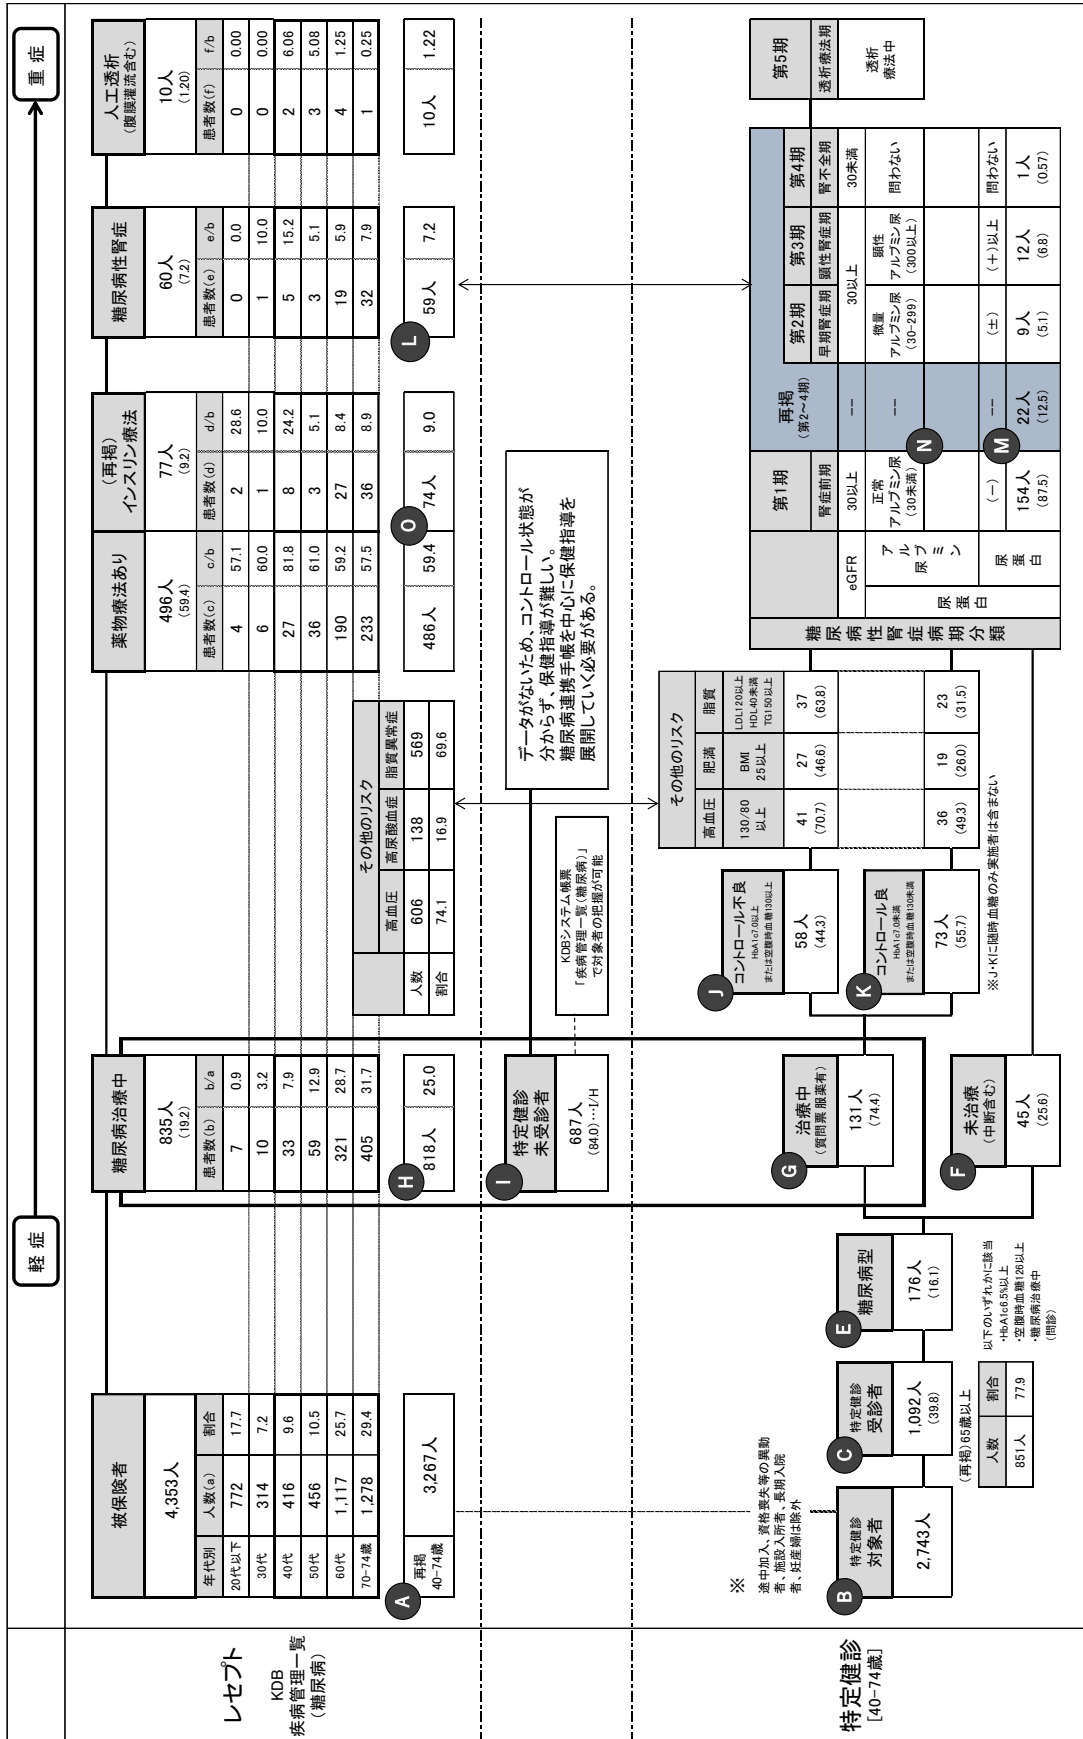 軽症
重症
レセプト
KDB
疾病管理一覧
(糖尿病)
被保険者
4,353人
年代別 人数(a) 割合
20代以下 772 17.7
30代 314 7.2
40代 416 9.6
50代 456 10.5
60代 1,117 25.7
70-74歳 1,278 29.4
A
再掲
40-74歳
3,267人
糖尿病治療中
835人
(19.2)
患者数(b) b/a
7 0.9
10 3.2
33 7.9
59 12.9
321 28.7
405 31.7
H
818人 25.0
その他のリスク
高血圧 高尿酸血症 脂質異常症
人数 606 138 569
割合 74.1 16.9 69.6
薬物療法あり
496人
(59.4)
患者数(c) c/b
4 57.1
6 60.0
27 81.8
36 61.0
190 59.2
233 57.5
486人 59.4
(再掲)
インスリン療法
77人
(9.2)
患者数(d) d/b
2 28.6
1 10.0
8 24.2
3 5.1
27 8.4
36 8.9
O
74人 9.0
糖尿病性腎症
60人
(7.2)
患者数(e) e/b
0 0.0
1 10.0
5 15.2
3 5.1
19 5.9
32 7.9
L
59人 7.2
人工透析
(腹膜灌流含む)
10人
(1.20)
患者数(f) f/b
0 0.00
0 0.00
2 6.06
3 5.08
4 1.25
1 0.25
10人 1.22
I
特定健診
未受診者
687人
(84.0)…I/H
KDBシステム帳票
「疾病管理一覧(糖尿病)」
で対象者の把握が可能
データがないため、コントロール状態が
分からず、保健指導が難しい。
糖尿病連携手帳を中心に保健指導を
展開していく必要がある。
特定健診
[40-74歳]
※
途中加入、資格喪失等の異動
者、施設入所者、長期入院
者、妊産婦は除外
B
特定健診
対象者
2,743人
C
特定健診
受診者
1,092人
(39.8)
(再掲)65歳以上
人数 割合
851人 77.9
E
糖尿病型
176人
(16.1)
以下のいずれかに該当
・HbA1c6.5%以上
・空腹時血糖126以上
・糖尿病治療中
(問診)
G
治療中
(質問票服薬有)
131人
(74.4)
F
未治療
(中断含む)
45人
(25.6)
J
コントロール不良
HbA1c7.0以上
または空腹時血糖130以上
58人
(44.3)
K
コントロール良
HbA1c7.0未満
または空腹時血糖130未満
73人
(55.7)
※J・Kに随時血糖のみ実施者は含まない
その他のリスク
高血圧 肥満 脂質
130/80
以上
BMI
25以上
LDL120以上
HDL40未満
TG150以上
41
(70.7)
27
(46.6)
37
(63.8)
36
(49.3)
19
(26.0)
23
(31.5)
糖尿病性腎症病期分類
eGFR
尿蛋白
尿アルブミン
尿蛋白
第1期
腎症前期
30以上
正常
アルブミン尿
(30未満)
(－)
154人
(87.5)
再掲
(第2～4期)
--
--
N
M
--
22人
(12.5)
第2期
早期腎症期
30以上
微量
アルブミン尿
(30-299)
(±)
9人
(5.1)
第3期
顕性腎症期
顕性
アルブミン尿
(300以上)
(＋)以上
12人
(6.8)
第4期
腎不全期
30未満
問わない
問わない
1人
(0.57)
第5期
透析療法期
透析
療法中